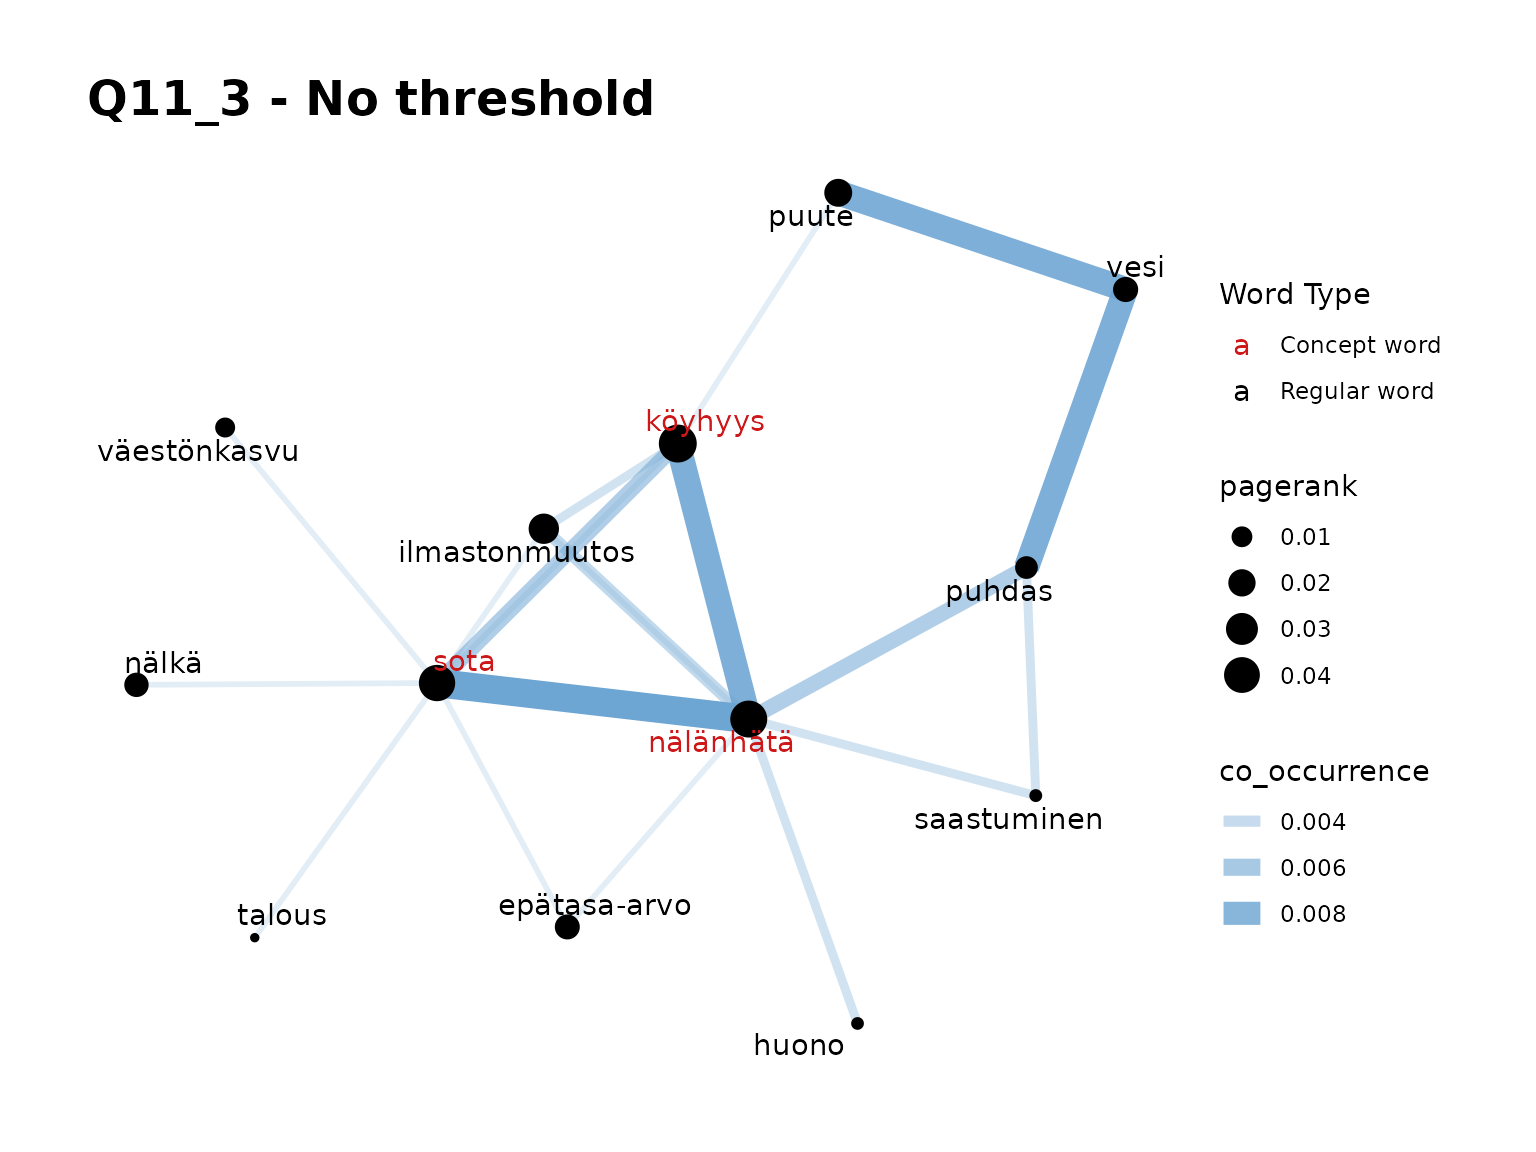 Q11_3 - No threshold
puute
vesi
köyhyys
väestönkasvu
ilmastonmuutos
puhdas
nälkä
sota
nälänhätä
saastuminen
talous
epätasa-arvo
huono
Word Type
a Concept word
a Regular word
pagerank
0.01
0.02
0.03
0.04
co_occurrence
0.004
0.006
0.008